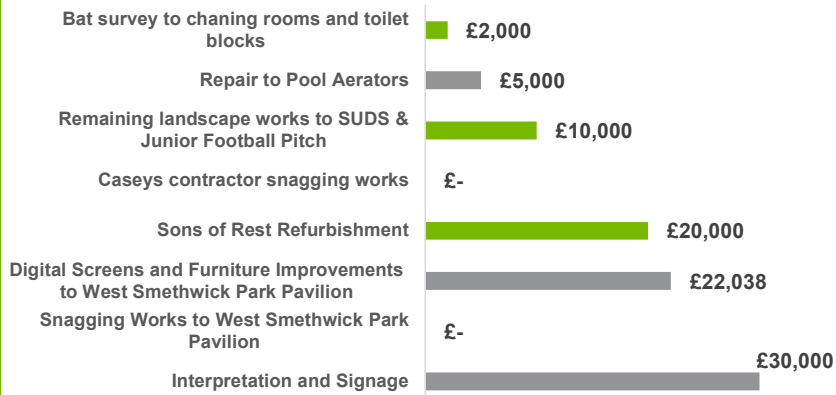 Bat survey to chaning rooms and toilet
blocks
£2,000
Repair to Pool Aerators
£5,000
Remaining landscape works to SUDS &
Junior Football Pitch
£10,000
Caseys contractor snagging works
£-
Sons of Rest Refurbishment
£20,000
Digital Screens and Furniture Improvements
to West Smethwick Park Pavilion
£22,038
Snagging Works to West Smethwick Park
Pavilion
£-
Interpretation and Signage
£30,000